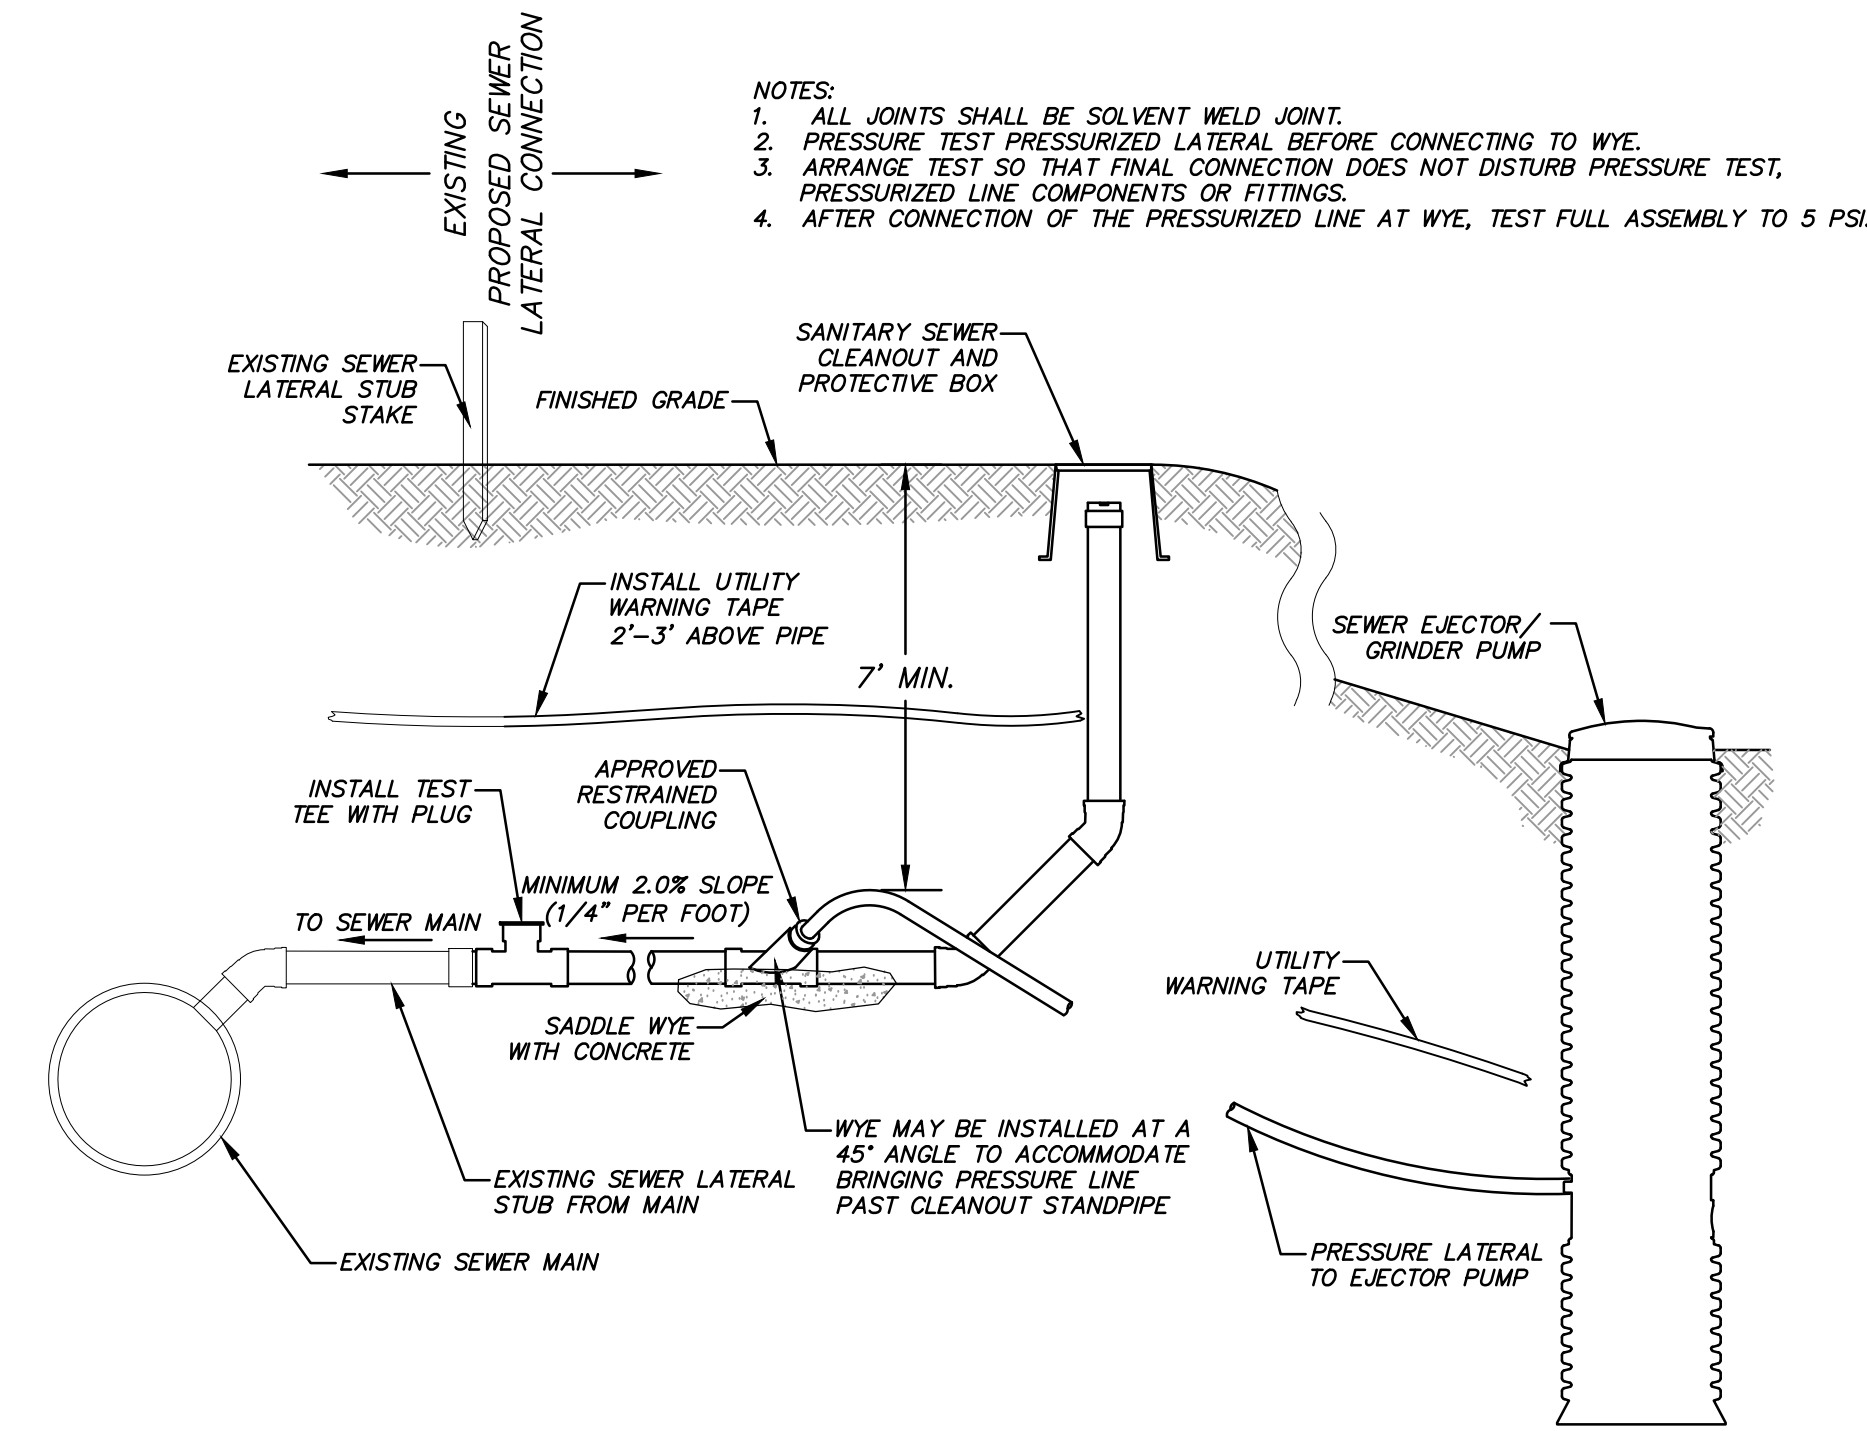 EXISTING
PROPOSED SEWER
LATERAL CONNECTION
NOTES:
1. ALL JOINTS SHALL BE SOLVENT WELD JOINT.
2. PRESSURE TEST PRESSURIZED LATERAL BEFORE CONNECTING TO WYE.
3. ARRANGE TEST SO THAT FINAL CONNECTION DOES NOT DISTURB PRESSURE TEST,
PRESSURIZED LINE COMPONENTS OR FITTINGS.
4. AFTER CONNECTION OF THE PRESSURIZED LINE AT WYE, TEST FULL ASSEMBLY TO 5 PSI.
EXISTING SEWER
LATERAL STUB
STAKE
FINISHED GRADE
SANITARY SEWER
CLEANOUT AND
PROTECTIVE BOX
INSTALL UTILITY
WARNING TAPE
2'-3' ABOVE PIPE
7' MIN.
SEWER EJECTOR/
GRINDER PUMP
INSTALL TEST
TEE WITH PLUG
APPROVED
RESTRAINED
COUPLING
MINIMUM 2.0% SLOPE
(1/4" PER FOOT)
TO SEWER MAIN
SADDLE WYE
WITH CONCRETE
UTILITY
WARNING TAPE
WYE MAY BE INSTALLED AT A
45° ANGLE TO ACCOMMODATE
BRINGING PRESSURE LINE
PAST CLEANOUT STANDPIPE
EXISTING SEWER LATERAL
STUB FROM MAIN
EXISTING SEWER MAIN
PRESSURE LATERAL
TO EJECTOR PUMP